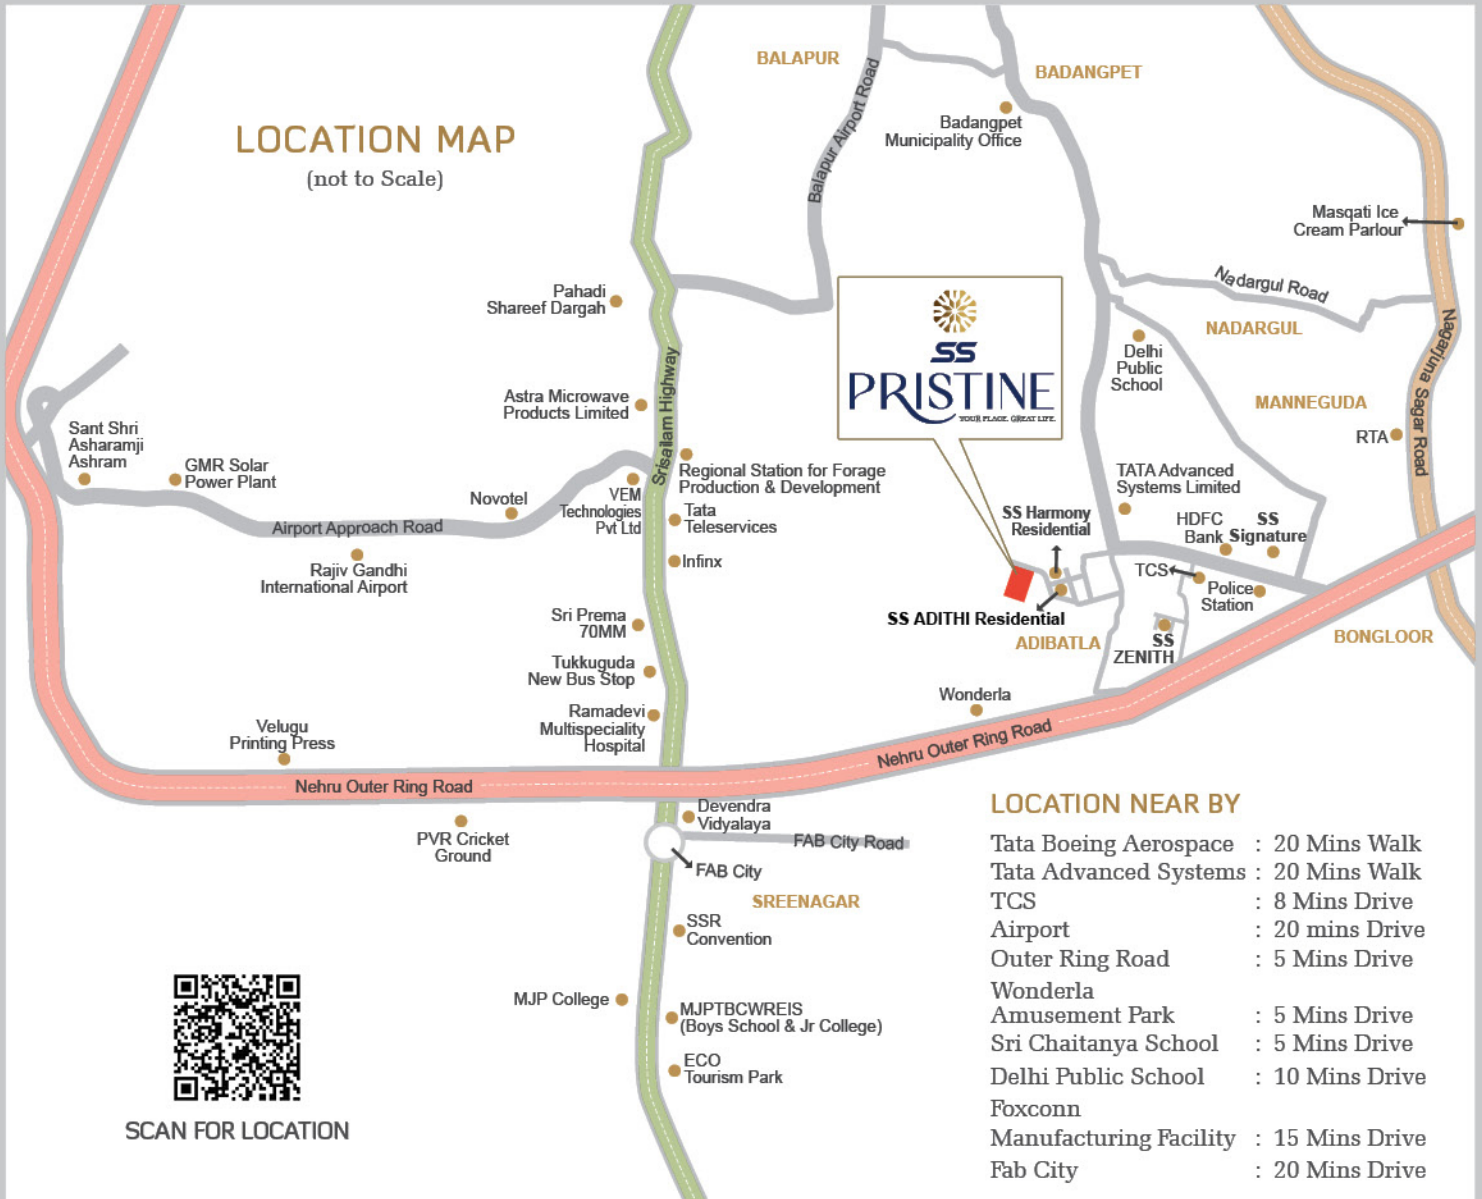 LOCATION MAP
(not to Scale)
BALAPUR
BADANGPET
Balapur Airport Road
Badangpet
Municipality Office
Masqati Ice
Cream Parlour
Nadargul Road
NADARGUL
Nagarjuna Sagar Road
Pahadi
Shareef Dargah
SS
PRISTINE
YOUR PLACE. GREAT LIFE.
Delhi
Public
School
MANNEGUDA
RTA
Astra Microwave
Products Limited
Srisailam Highway
Sant Shri
Asharamji
Ashram
GMR Solar
Power Plant
Novotel
Airport Approach Road
Rajiv Gandhi
International Airport
VEM
Technologies
Pvt Ltd
Regional Station for Forage
Production & Development
Tata
Teleservices
Infinx
TATA Advanced
Systems Limited
SS Harmony
Residential
HDFC
Bank
SS
Signature
TCS
Police
Station
SS ADITHI Residential
ADIBATLA
SS
ZENITH
BONGLOOR
Sri Prema
70MM
Tukkuguda
New Bus Stop
Ramadevi
Multispeciality
Hospital
Wonderla
Velugu
Printing Press
Nehru Outer Ring Road
Nehru Outer Ring Road
PVR Cricket
Ground
Devendra
Vidyalaya
FAB City Road
FAB City
SREENAGAR
SSR
Convention
MJP College
MJPTBCWREIS
(Boys School & Jr College)
ECO
Tourism Park
SCAN FOR LOCATION
LOCATION NEAR BY
Tata Boeing Aerospace : 20 Mins Walk
Tata Advanced Systems : 20 Mins Walk
TCS : 8 Mins Drive
Airport : 20 mins Drive
Outer Ring Road : 5 Mins Drive
Wonderla
Amusement Park : 5 Mins Drive
Sri Chaitanya School : 5 Mins Drive
Delhi Public School : 10 Mins Drive
Foxconn
Manufacturing Facility : 15 Mins Drive
Fab City : 20 Mins Drive